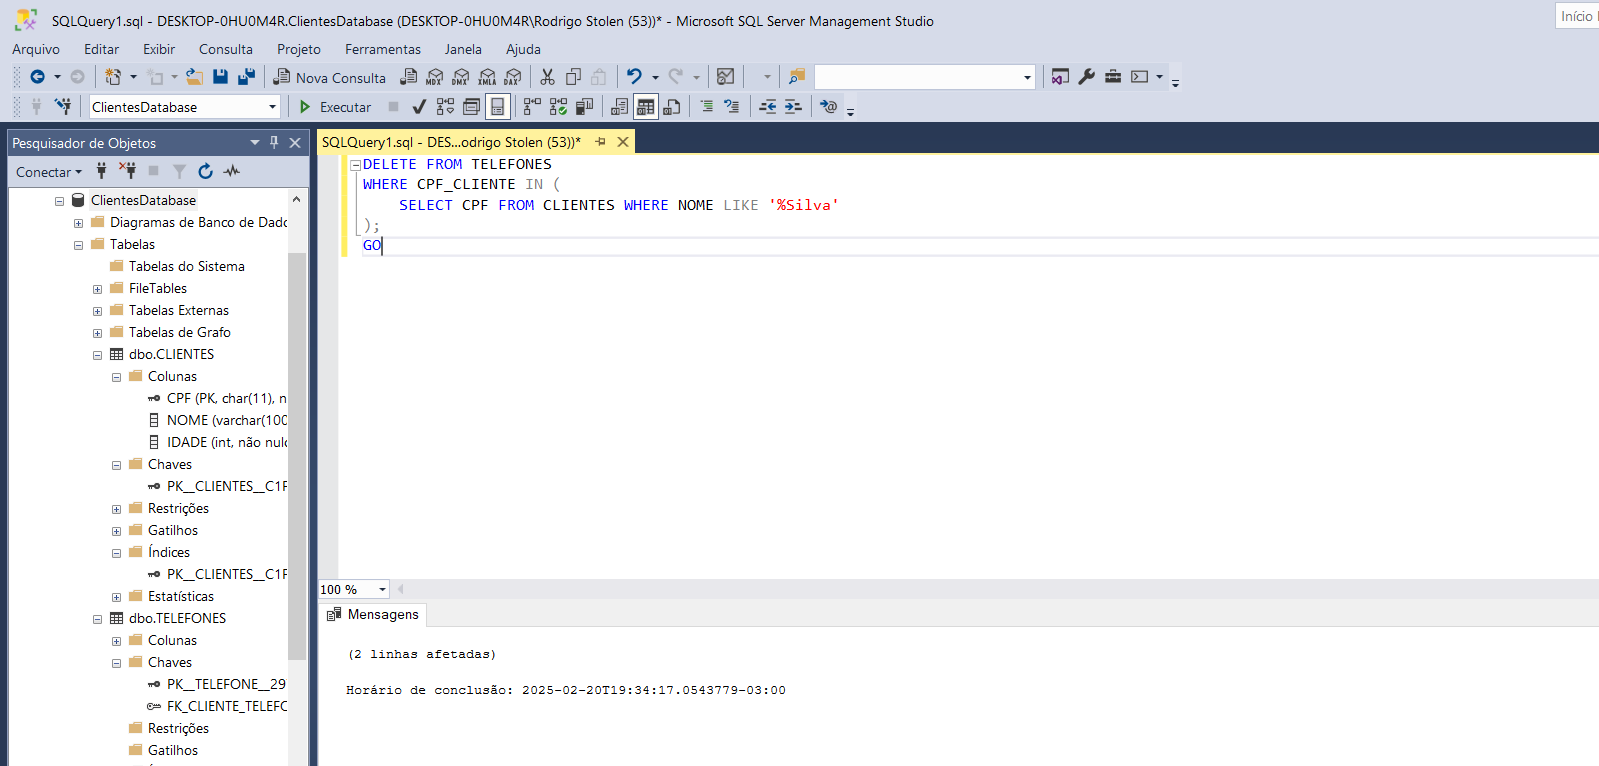 SQLQuery1.sql - DESKTOP-0HU0M4R.ClientesDatabase (DESKTOP-0HU0M4R\Rodrigo Stolen (53))* - Microsoft SQL Server Management Studio
Início
Arquivo Editar Exibir Consulta Projeto Ferramentas Janela Ajuda
Nova Consulta MDX DMX XMLA DAX
ClientesDatabase Executar
Pesquisador de Objetos
Conectar
ClientesDatabase
Diagramas de Banco de Dado
Tabelas
Tabelas do Sistema
FileTables
Tabelas Externas
Tabelas de Grafo
dbo.CLIENTES
Colunas
CPF (PK, char(11), n
NOME (varchar(100
IDADE (int, não nulo
Chaves
PK__CLIENTES__C1F
Restrições
Gatilhos
Índices
PK__CLIENTES__C1F
Estatísticas
dbo.TELEFONES
Colunas
Chaves
PK__TELEFONE__29
FK_CLIENTE_TELEFO
Restrições
Gatilhos
SQLQuery1.sql - DES...odrigo Stolen (53))*
DELETE FROM TELEFONES
WHERE CPF_CLIENTE IN (
SELECT CPF FROM CLIENTES WHERE NOME LIKE '%Silva'
);
GO
100 %
Mensagens
(2 linhas afetadas)
Horário de conclusão: 2025-02-20T19:34:17.0543779-03:00